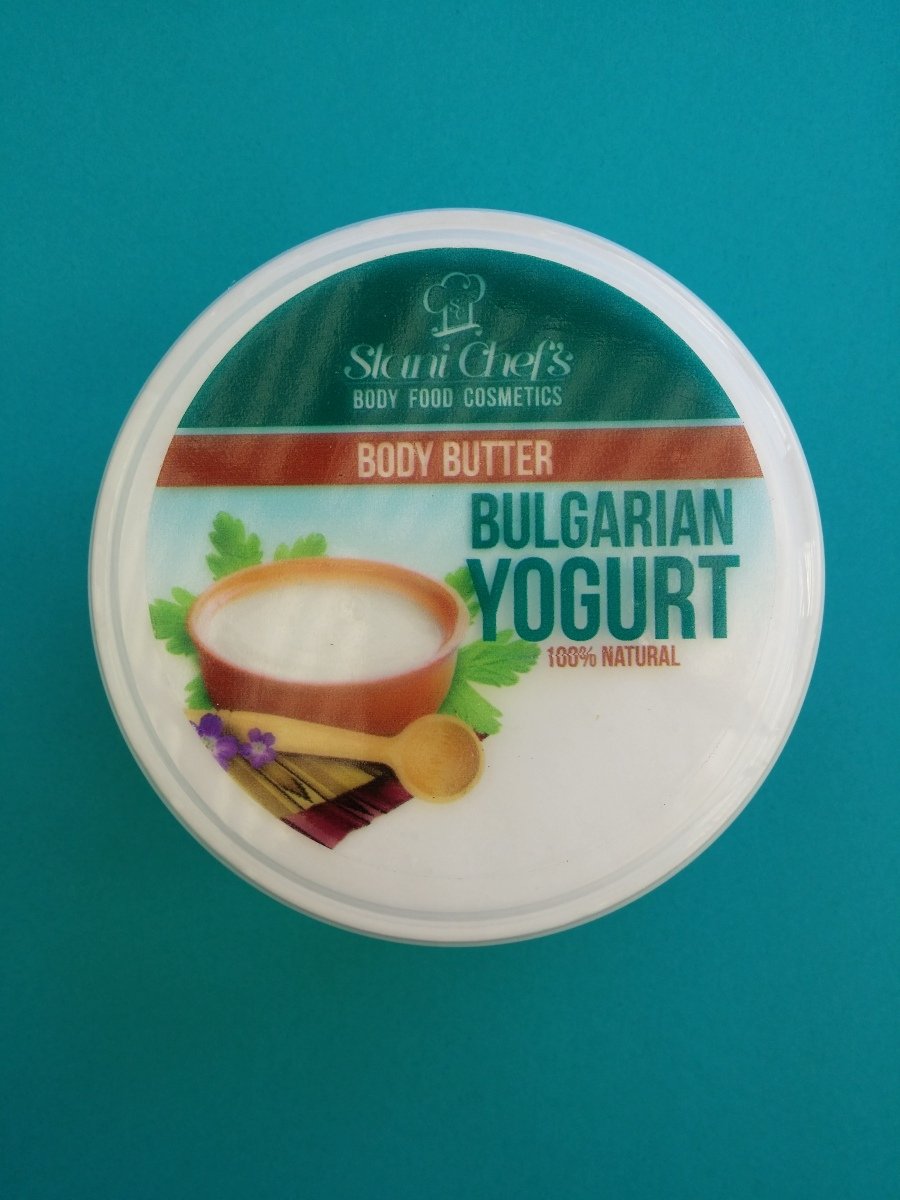 Stani Chef's
BODY FOOD COSMETICS
BODY BUTTER
BULGARIAN
YOGURT
100% NATURAL